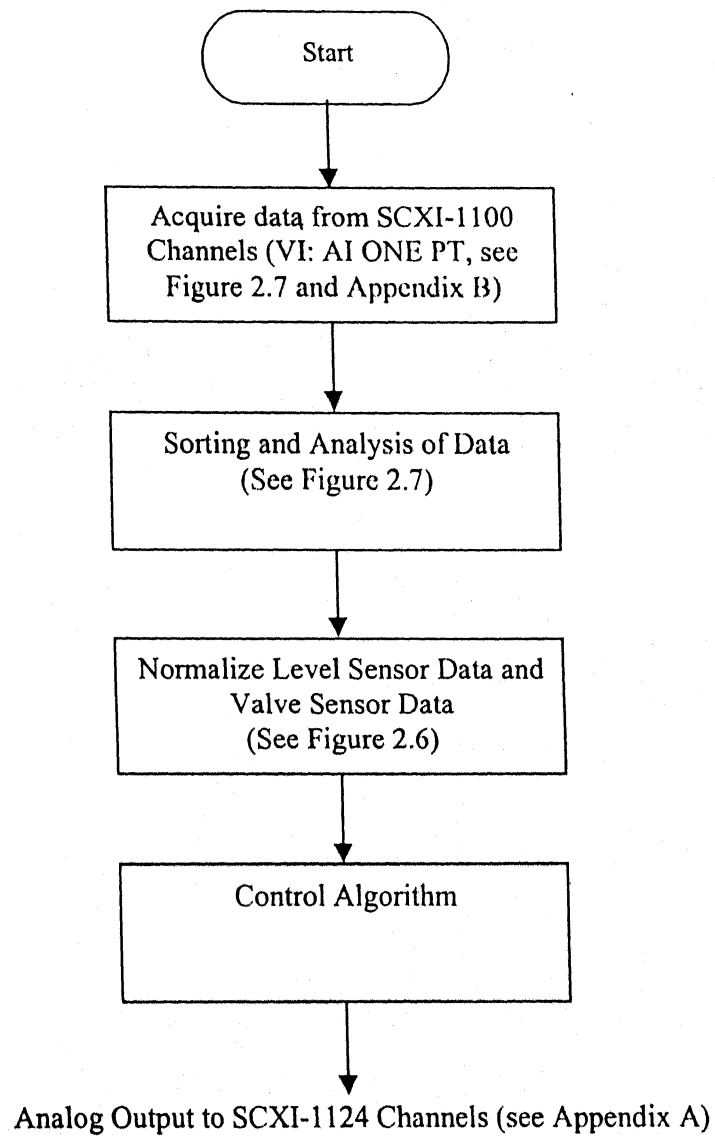 Start
Acquire data from SCXI-1100
Channels (VI: AI ONE PT, see
Figure 2.7 and Appendix B)
Sorting and Analysis of Data
(See Figure 2.7)
Normalize Level Sensor Data and
Valve Sensor Data
(See Figure 2.6)
Control Algorithm
Analog Output to SCXI-1124 Channels (see Appendix A)